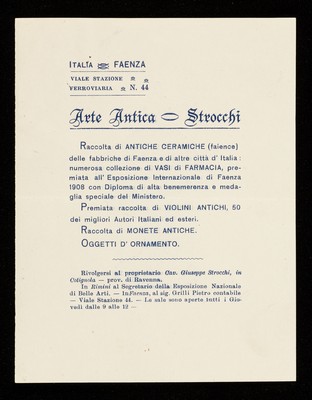 ITALIA FAENZA
VIALE STAZIONE
FERROVIARIA N. 44
Arte Antica Strocchi
Raccolta di ANTICHE CERAMICHE (faience)
delle fabbriche di Faenza e di altre città d' Italia:
numerosa collezione di VASI di FARMACIA, pre-
miata all' Esposizione Internazionale di Faenza
1908 con Diploma di alta benemerenza e meda-
glia speciale del Ministero.
Premiata raccolta di VIOLINI ANTICHI, 50
dei migliori Autori Italiani ed esteri.
Raccolta di MONETE ANTICHE.
OGGETTI D' ORNAMENTO.
Rivolgersi al proprietario Cav. Giuseppe Strocchi, in
Cotignola — prov. di Ravenna.
In Rimini al Segretario della Esposizione Nazionale
di Belle Arti. — In Faenza, al sig. Grilli Pietro contabile
— Viale Stazione 44. — Le sale sono aperte tutti i Gio-
vedì dalle 9 alle 12 —